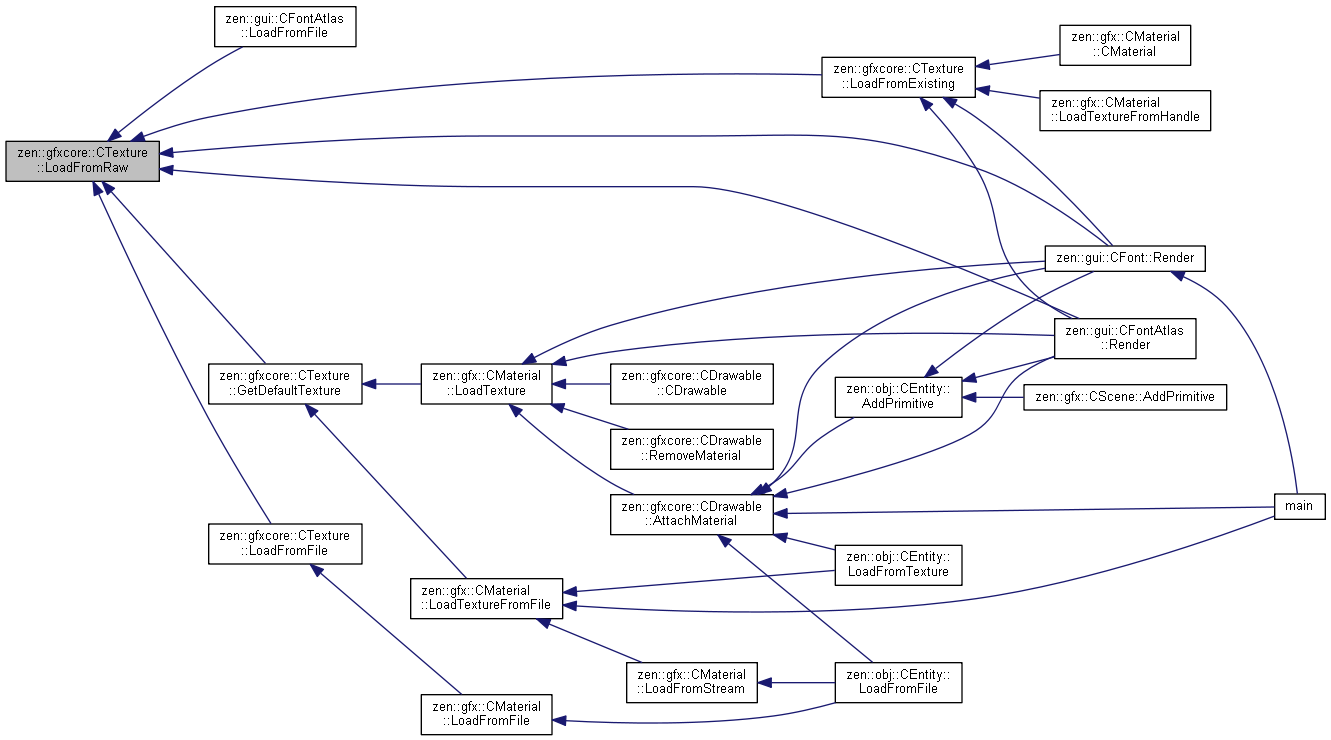 zen::gui::CFontAtlas
::LoadFromFile
zen::gfx::CMaterial
::CMaterial
zen::gfxcore::CTexture
::LoadFromExisting
zen::gfx::CMaterial
::LoadTextureFromHandle
zen::gfxcore::CTexture
::LoadFromRaw
zen::gui::CFont::Render
zen::gui::CFontAtlas
::Render
zen::gfxcore::CTexture
::GetDefaultTexture
zen::gfx::CMaterial
::LoadTexture
zen::gfxcore::CDrawable
::CDrawable
zen::obj::CEntity::
AddPrimitive
zen::gfx::CScene::AddPrimitive
zen::gfxcore::CDrawable
::RemoveMaterial
zen::gfxcore::CDrawable
::AttachMaterial
main
zen::gfxcore::CTexture
::LoadFromFile
zen::obj::CEntity::
LoadFromTexture
zen::gfx::CMaterial
::LoadTextureFromFile
zen::gfx::CMaterial
::LoadFromStream
zen::obj::CEntity::
LoadFromFile
zen::gfx::CMaterial
::LoadFromFile